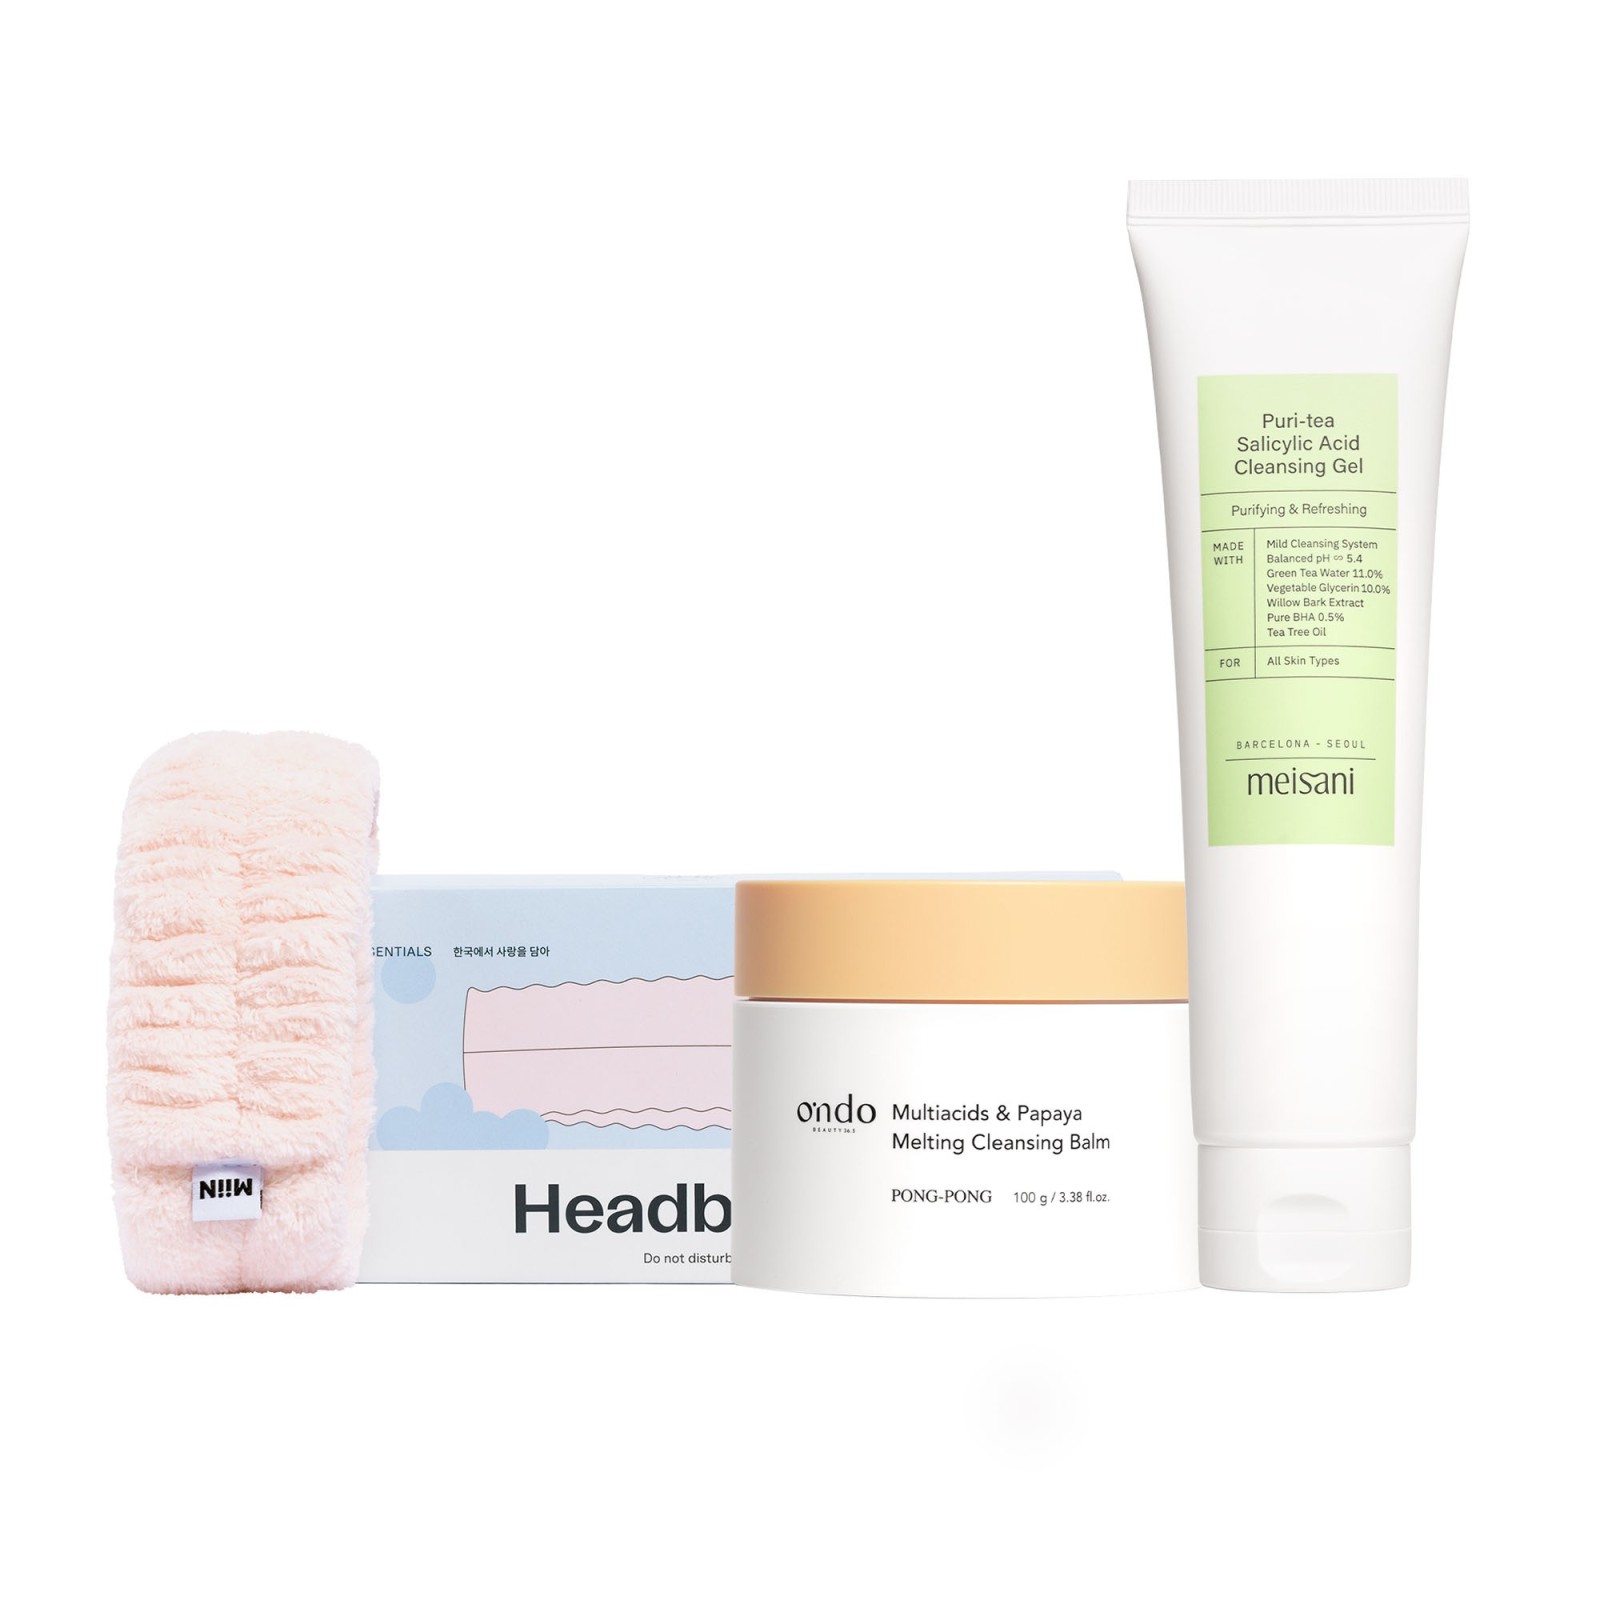 MiiN
한국에서 사랑을 담아
Headb
Do not disturb
ondo
BEAUTY 36.5
Multiacids & Papaya
Melting Cleansing Balm
PONG-PONG 100 g / 3.38 fl.oz.
Puri-tea
Salicylic Acid
Cleansing Gel
Purifying & Refreshing
MADE
WITH
Mild Cleansing System
Balanced pH ∞ 5.4
Green Tea Water 11.0%
Vegetable Glycerin 10.0%
Willow Bark Extract
Pure BHA 0.5%
Tea Tree Oil
FOR
All Skin Types
BARCELONA - SEOUL
meisani